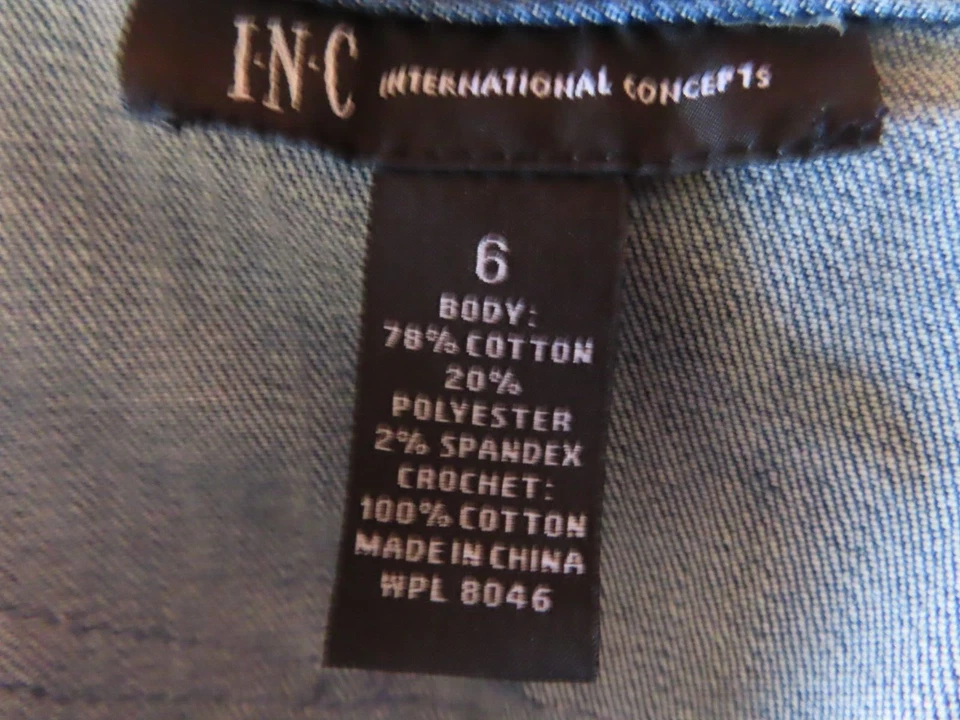 I·N·C INTERNATIONAL CONCEPTS
6
BODY:
78% COTTON
20%
POLYESTER
2% SPANDEX
CROCHET:
100% COTTON
MADE IN CHINA
WPL 8046